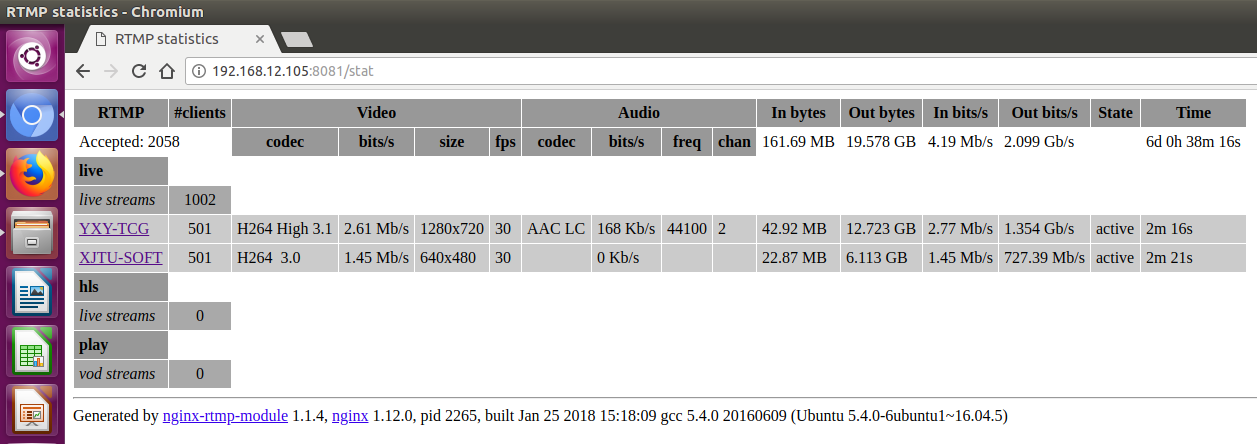 RTMP statistics - Chromium
RTMP statistics
192.168.12.105:8081/stat
RTMP #clients Video Audio In bytes Out bytes In bits/s Out bits/s State Time
Accepted: 2058 codec bits/s size fps codec bits/s freq chan 161.69 MB 19.578 GB 4.19 Mb/s 2.099 Gb/s 6d 0h 38m 16s
live
live streams 1002
YXY-TCG 501 H264 High 3.1 2.61 Mb/s 1280x720 30 AAC LC 168 Kb/s 44100 2 42.92 MB 12.723 GB 2.77 Mb/s 1.354 Gb/s active 2m 16s
XJTU-SOFT 501 H264 3.0 1.45 Mb/s 640x480 30 0 Kb/s 22.87 MB 6.113 GB 1.45 Mb/s 727.39 Mb/s active 2m 21s
hls
live streams 0
play
vod streams 0
Generated by nginx-rtmp-module 1.1.4, nginx 1.12.0, pid 2265, built Jan 25 2018 15:18:09 gcc 5.4.0 20160609 (Ubuntu 5.4.0-6ubuntu1~16.04.5)